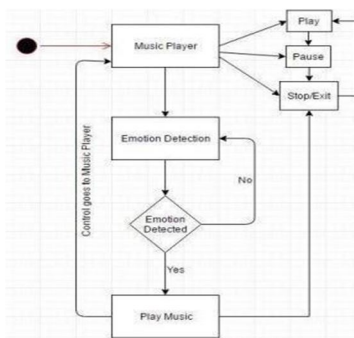 Play
Music Player
Pause
Stop/Exit
Emotion Detection
Control goes to Music Player
No
Emotion
Detected
Yes
Play Music